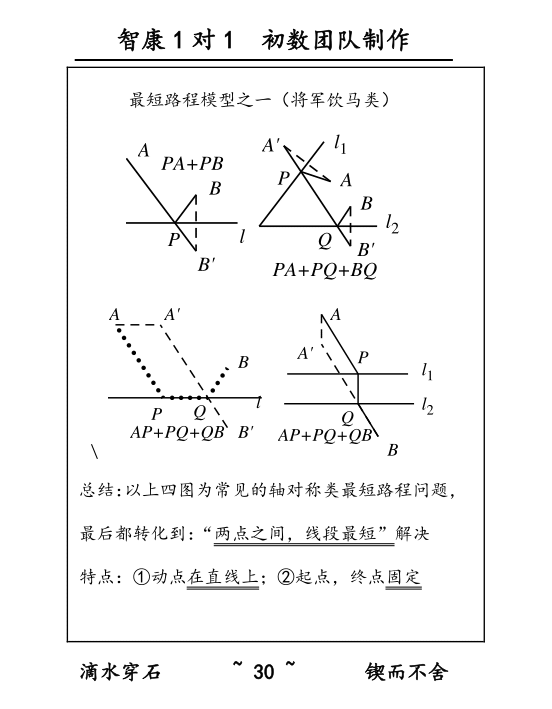 智康1对1 初数团队制作
最短路程模型之一（将军饮马类）
A
PA+PB
B
P
l
B′
A′
l1
P
A
B
Q
l2
B′
PA+PQ+BQ
A
A′
B
P
Q
l
AP+PQ+QB
B′
A
A′
P
l1
l2
Q
AP+PQ+QB
B
\
总结:以上四图为常见的轴对称类最短路程问题，
最后都转化到：“两点之间，线段最短”解决
特点：①动点在直线上；②起点，终点固定
滴水穿石 ~ 30 ~ 锲而不舍